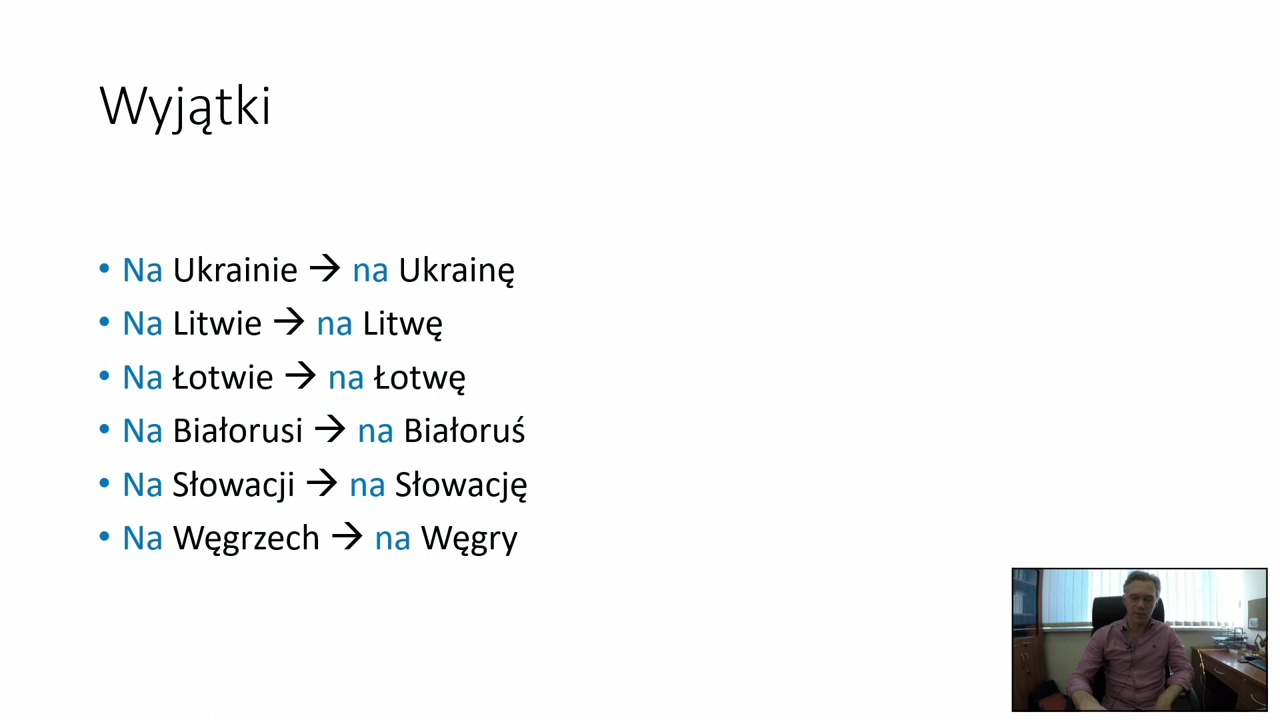 Wyjątki
• Na Ukrainie → na Ukrainę
• Na Litwie → na Litwę
• Na Łotwie → na Łotwę
• Na Białorusi → na Białoruś
• Na Słowacji → na Słowację
• Na Węgrzech → na Węgry